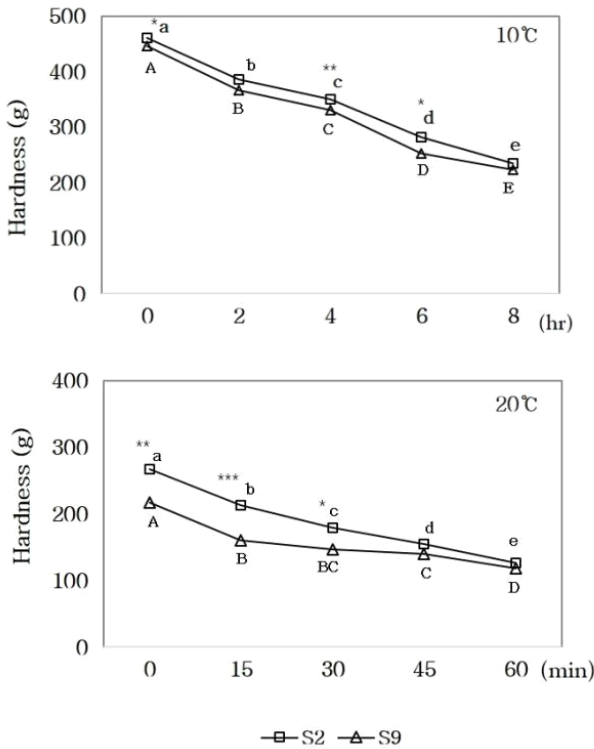 500
400
300
200
100
0
Hardness (g)
10℃
*a
b
**
c
*
d
e
A
B
C
D
E
0 2 4 6 8 (hr)
400
300
200
100
0
Hardness (g)
20℃
**
a
***
b
*
c
d
e
A
B
BC
C
D
0 15 30 45 60 (min)
S2 S9